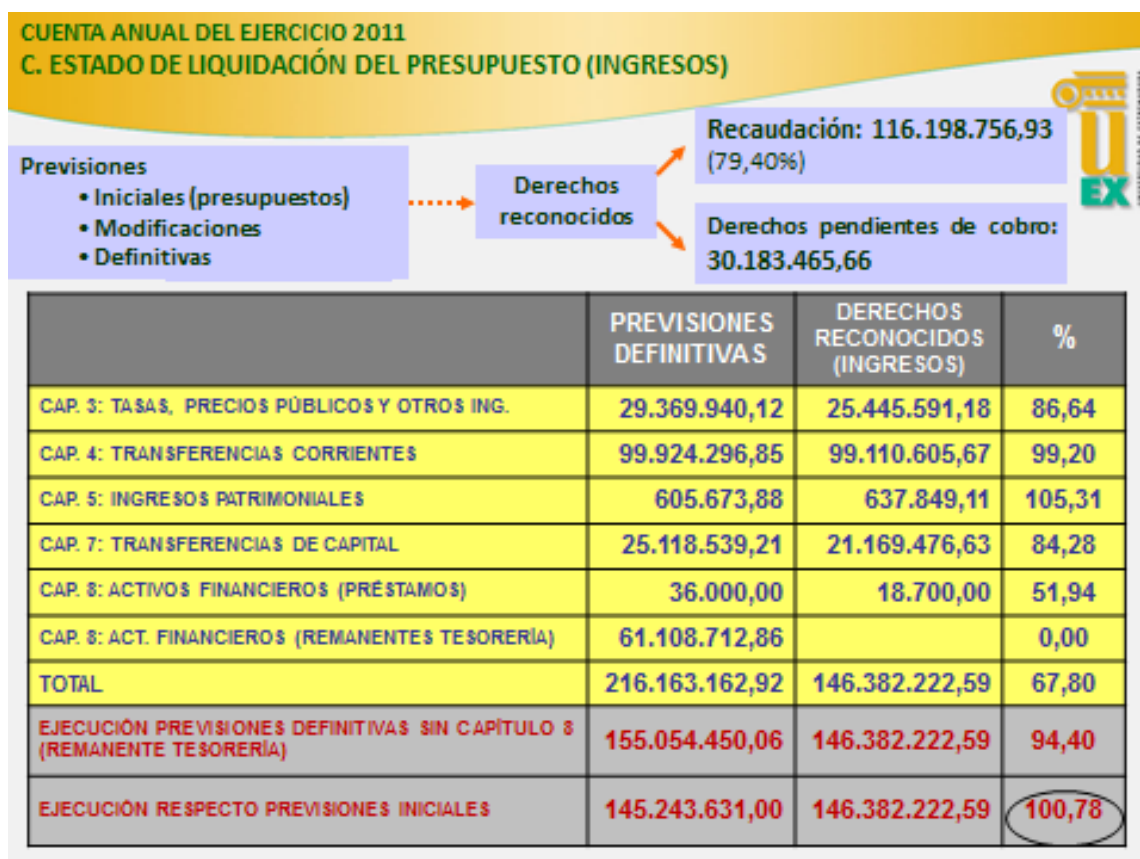 CUENTA ANUAL DEL EJERCICIO 2011
C. ESTADO DE LIQUIDACIÓN DEL PRESUPUESTO (INGRESOS)
Previsiones
• Iniciales (presupuestos)
• Modificaciones
• Definitivas
Derechos
reconocidos
Recaudación: 116.198.756,93
(79,40%)
Derechos pendientes de cobro:
30.183.465,66
UEX
PREVISIONES DEFINITIVAS
DERECHOS RECONOCIDOS (INGRESOS)
%
CAP. 3: TASAS, PRECIOS PÚBLICOS Y OTROS ING. 29.369.940,12 25.445.591,18 86,64
CAP. 4: TRANSFERENCIAS CORRIENTES 99.924.296,85 99.110.605,67 99,20
CAP. 5: INGRESOS PATRIMONIALES 605.673,88 637.849,11 105,31
CAP. 7: TRANSFERENCIAS DE CAPITAL 25.118.539,21 21.169.476,63 84,28
CAP. 8: ACTIVOS FINANCIEROS (PRÉSTAMOS) 36.000,00 18.700,00 51,94
CAP. 8: ACT. FINANCIEROS (REMANENTES TESORERÍA) 61.108.712,86 0,00
TOTAL 216.163.162,92 146.382.222,59 67,80
EJECUCIÓN PREVISIONES DEFINITIVAS SIN CAPÍTULO 8
(REMANENTE TESORERÍA) 155.054.450,06 146.382.222,59 94,40
EJECUCIÓN RESPECTO PREVISIONES INICIALES 145.243.631,00 146.382.222,59 100,78